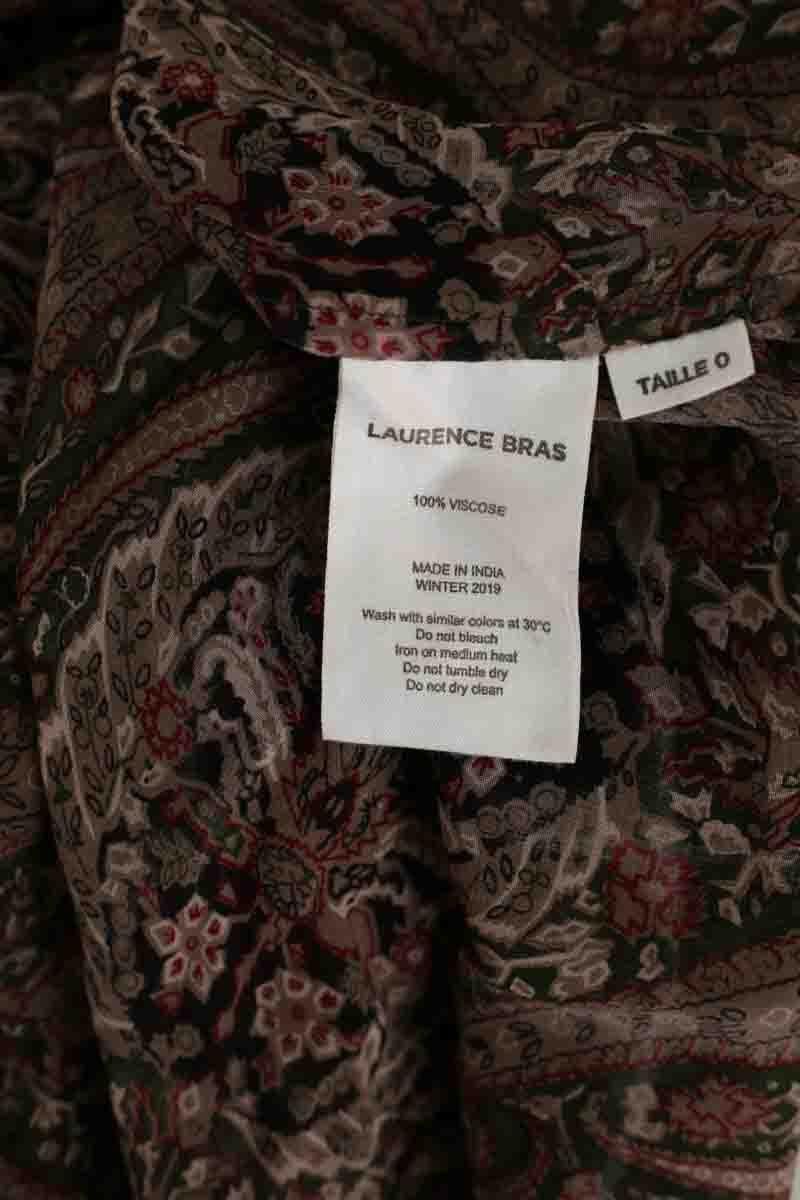 TAILLE 0
LAURENCE BRAS
100% VISCOSE
MADE IN INDIA
WINTER 2019
Wash with similar colors at 30°C
Do not bleach
Iron on medium heat
Do not tumble dry
Do not dry clean